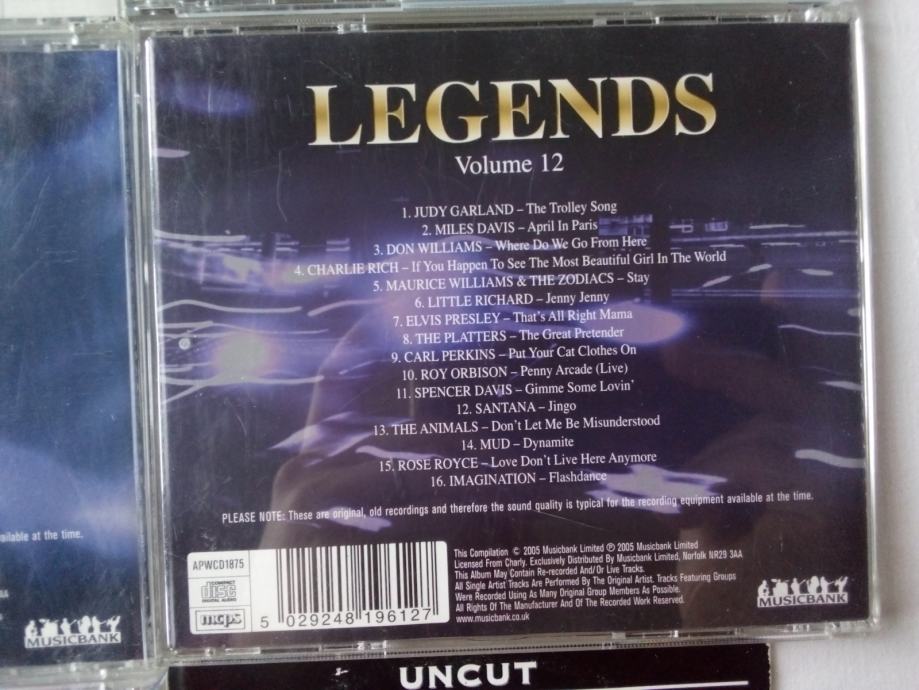 LEGENDS
Volume 12
1. JUDY GARLAND – The Trolley Song
2. MILES DAVIS – April In Paris
3. DON WILLIAMS – Where Do We Go From Here
4. CHARLIE RICH – If You Happen To See The Most Beautiful Girl In The World
5. MAURICE WILLIAMS & THE ZODIACS – Stay
6. LITTLE RICHARD – Jenny Jenny
7. ELVIS PRESLEY – That's All Right Mama
8. THE PLATTERS – The Great Pretender
9. CARL PERKINS – Put Your Cat Clothes On
10. ROY ORBISON – Penny Arcade (Live)
11. SPENCER DAVIS – Gimme Some Lovin'
12. SANTANA – Jingo
13. THE ANIMALS – Don't Let Me Be Misunderstood
14. MUD – Dynamite
15. ROSE ROYCE – Love Don't Live Here Anymore
16. IMAGINATION – Flashdance
PLEASE NOTE: These are original, old recordings and therefore the sound quality is typical for the recording equipment available at the time.
available at the time.
APWCD1875
COMPACT
disc
DIGITAL AUDIO
mcps
5 029248 196127
This Compilation © 2005 Musicbank Limited ℗ 2005 Musicbank Limited
Licensed From Charly. Exclusively Distributed By Musicbank Limited, Norfolk NR29 3AA
This Album May Contain Re-recorded And/Or Live Tracks.
All Single Artist Tracks Are Performed By The Original Artist. Tracks Featuring Groups
Were Recorded Using As Many Original Group Members As Possible.
All Rights Of The Manufacturer And Of The Recorded Work Reserved.
www.musicbank.co.uk
MUSICBANK
MUSICBANK
UNCUT